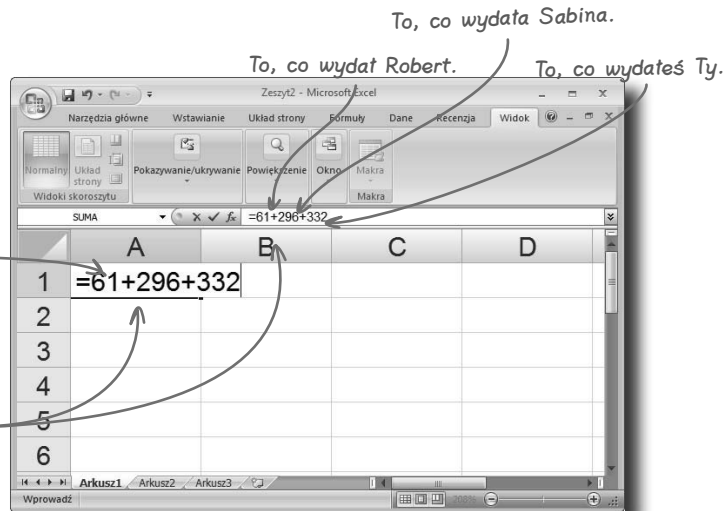 To, co wydała Sabina.
To, co wydał Robert.
To, co wydałeś Ty.
Zeszyt2 - Microsoft Excel
Narzędzia główne Wstawianie Układ strony Formuły Dane Recenzja Widok
Normalny Układ strony Pokazywanie/ukrywanie Powiększenie Okno Makra
Widoki skoroszytu Makra
SUMA =61+296+332
A B C D
1 =61+296+332
2
3
4
5
6
Arkusz1 Arkusz2 Arkusz3
Wprowadź 200%